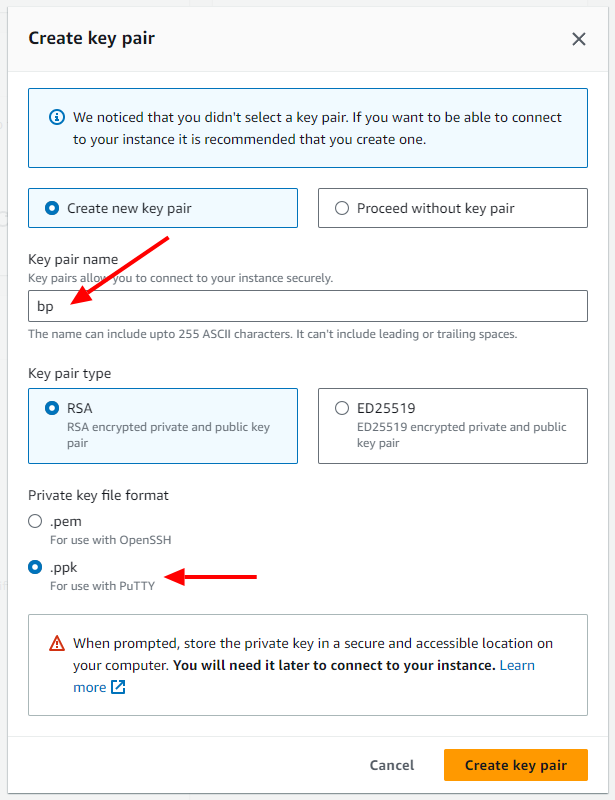 Create key pair
We noticed that you didn't select a key pair. If you want to be able to connect
to your instance it is recommended that you create one.
Create new key pair
Proceed without key pair
Key pair name
Key pairs allow you to connect to your instance securely.
bp
The name can include upto 255 ASCII characters. It can't include leading or trailing spaces.
Key pair type
RSA
RSA encrypted private and public key
pair
ED25519
ED25519 encrypted private and public
key pair
Private key file format
.pem
For use with OpenSSH
.ppk
For use with PuTTY
When prompted, store the private key in a secure and accessible location on
your computer. You will need it later to connect to your instance. Learn
more
Cancel
Create key pair